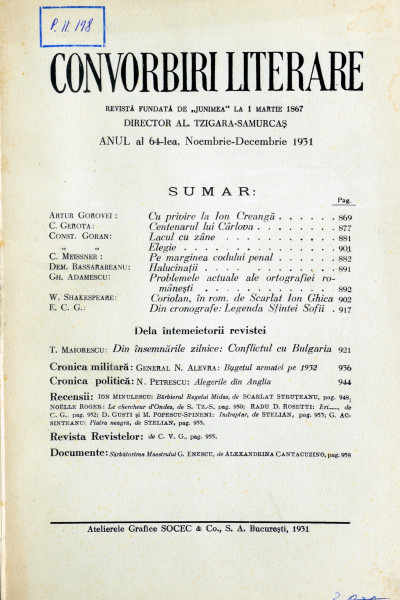 P. II. 198
CONVORBIRI LITERARE
REVISTĂ FUNDATĂ DE „JUNIMEA” LA 1 MARTIE 1867
DIRECTOR AL. TZIGARA-SAMURCAȘ
ANUL al 64-lea, Noembrie-Decembrie 1931
SUMAR:
Pag.
ARTUR GOROVEI: Cu privire la Ion Creangă . . . . . . 869
C. GEROTA: Centenarul lui Cârlova . . . . . . . 877
CONST. GORAN: Lacul cu zâne . . . . . . . . . 881
„ „ Elegie . . . . . . . . . . . . 901
C. MEISSNER: Pe marginea codului penal . . . . . . 882
DEM. BASSARABEANU: Halucinații . . . . . . . . . . 891
GH. ADAMESCU: Problemele actuale ale ortografiei ro-
mânești . . . . . . . . . . . 892
W. SHAKESPEARE: Coriolan, în rom. de Scarlat Ion Ghica 902
E. C. G.: Din cronografe: Legenda Sfintei Sofii . 917
Dela întemeietorii revistei
T. MAIORESCU: Din însemnările zilnice: Conflictul cu Bulgaria 921
Cronica militară: GENERAL N. ALEVRA: Bugetul armatei pe 1932 936
Cronica politică: N. PETRESCU: Alegerile din Anglia 944
Recensii: ION MINULESCU: Bărbierul Regelui Midas, de SCARLAT STRUȚEANU, pag. 948;
NOËLLE ROGER: Le chercheur d'Ondes, de S. TZ.-S. pag. 950; RADU D. ROSETTI: Eri...., de
C. G., pag. 952; D. GUSTI și M. POPESCU-SPINENI: Indreptar, de STELIAN, pag. 953; G. AC-
SINTEANU: Piatra neagră, de STELIAN, pag. 955.
Revista Revistelor: de C. V. G., pag. 955.
Documente: Sărbătorirea Maestrului G. ENESCU, de ALEXANDRINA CANTACUZINO, pag. 958
Atelierele Grafice SOCEC & Co., S. A. București, 1931